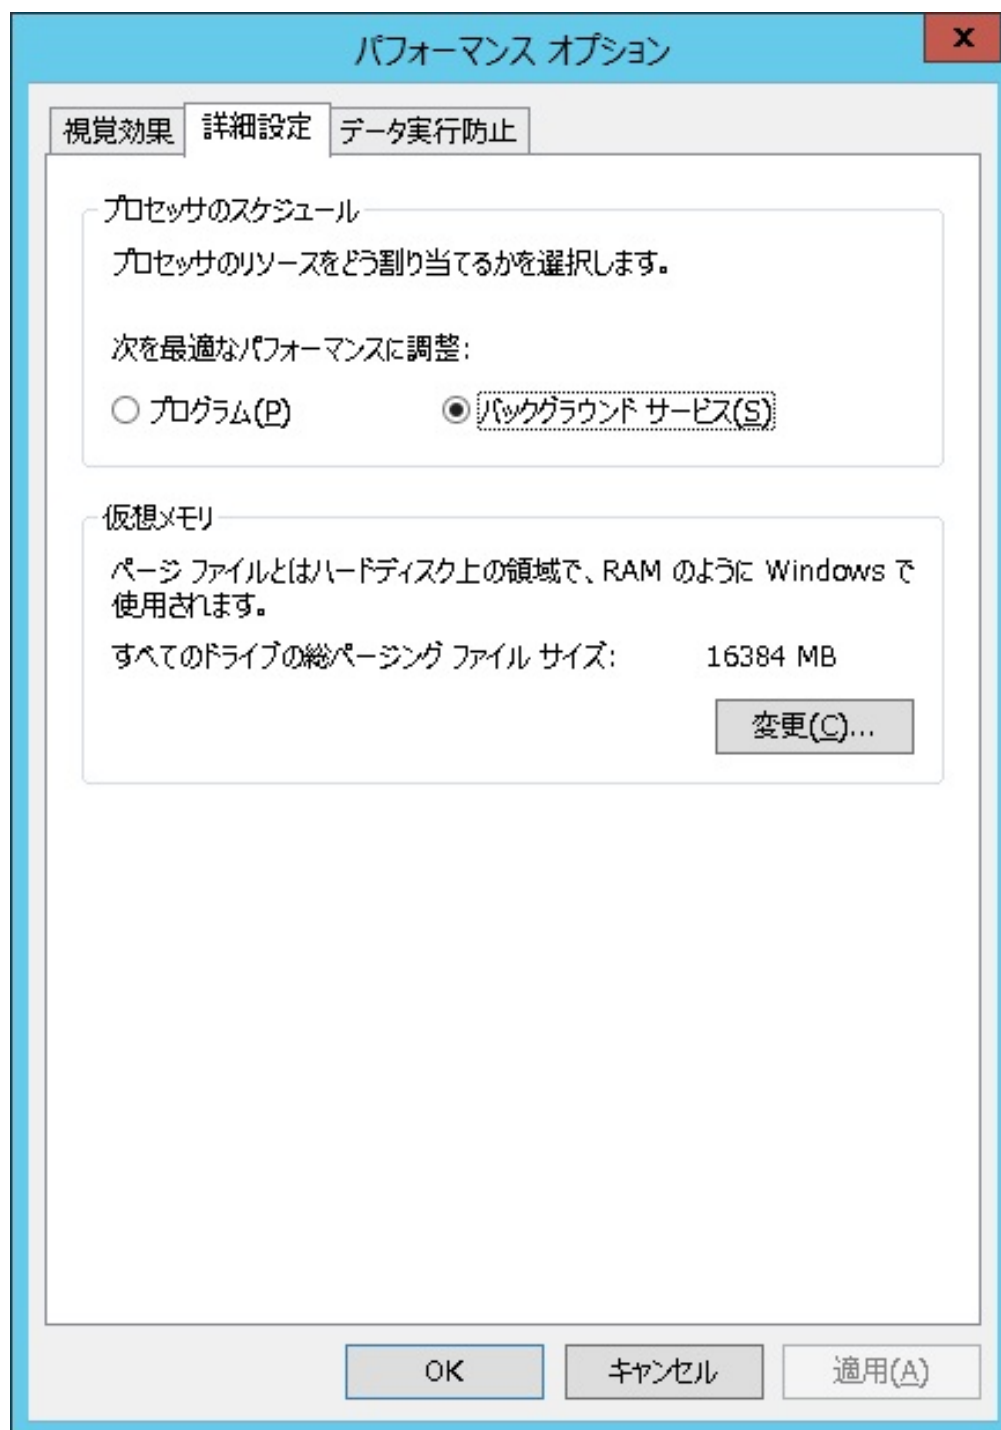 パフォーマンス オプション
x
視覚効果 詳細設定 データ実行防止
プロセッサのスケジュール
プロセッサのリソースをどう割り当てるかを選択します。
次を最適なパフォーマンスに調整:
プログラム(P) バックグラウンド サービス(S)
仮想メモリ
ページ ファイルとはハードディスク上の領域で、RAM のように Windows で
使用されます。
すべてのドライブの総ページング ファイル サイズ: 16384 MB
変更(C)...
OK キャンセル 適用(A)